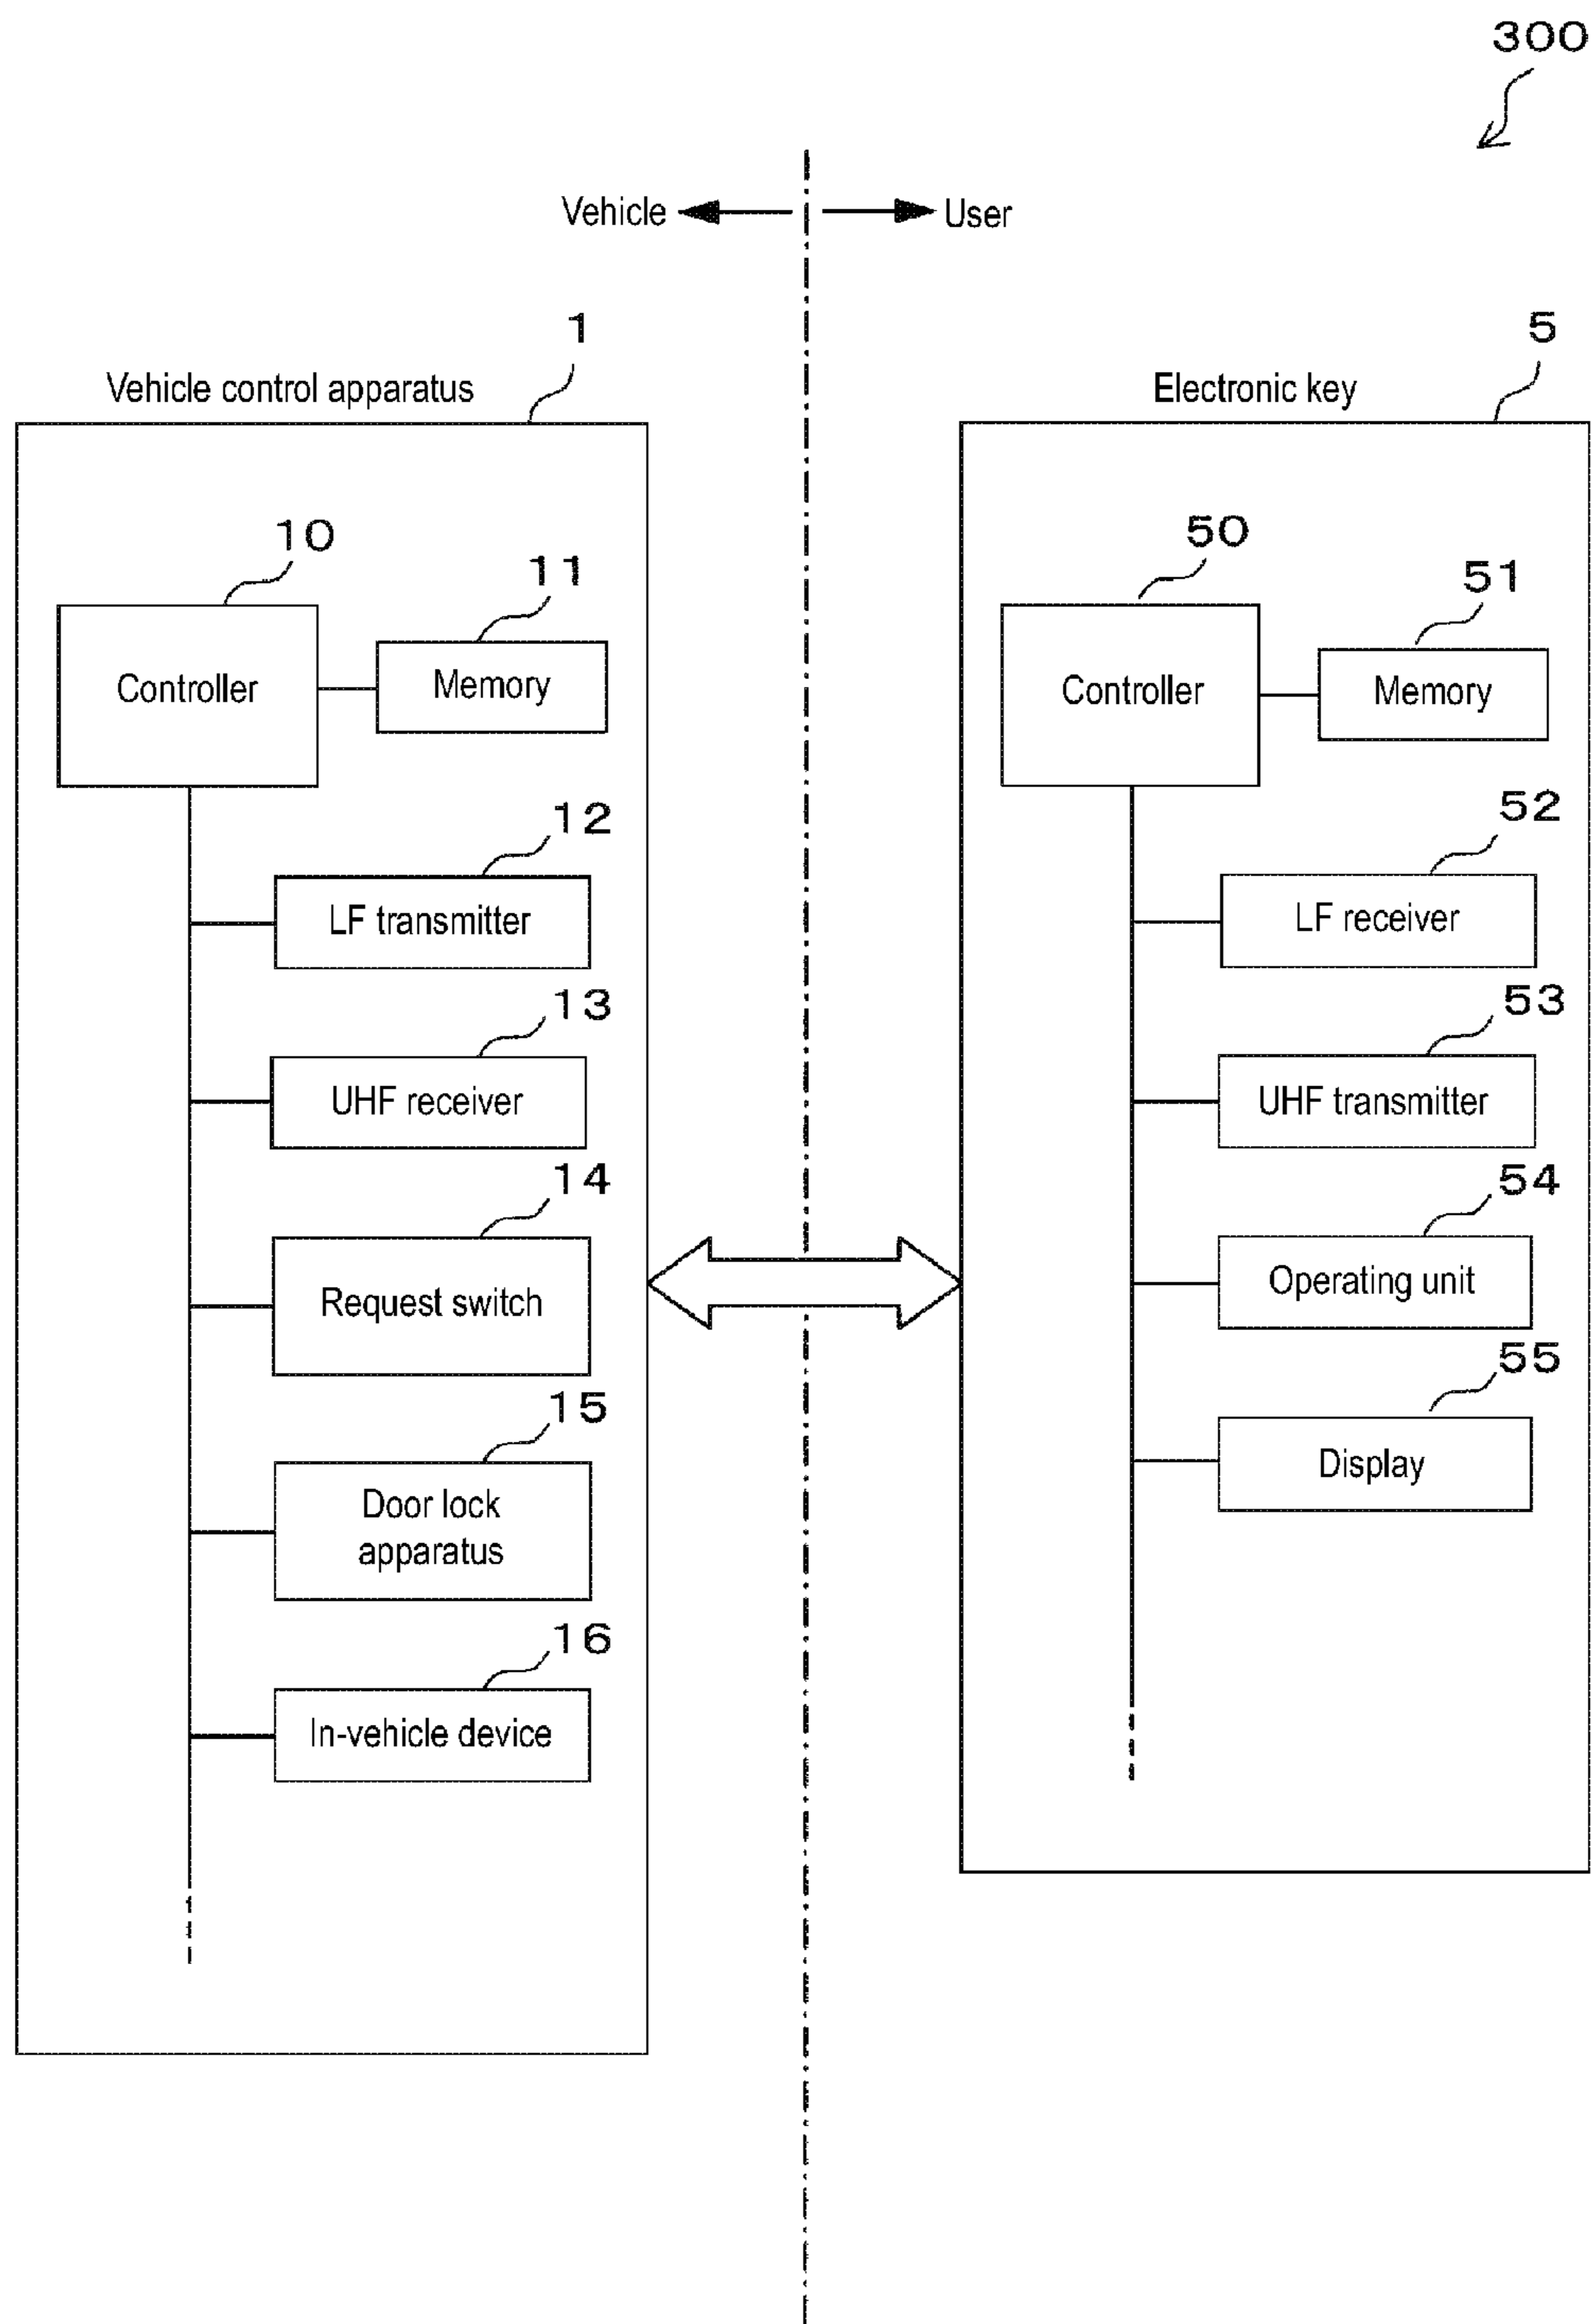 300
Vehicle
User
1
Vehicle control apparatus
10
11
Controller
Memory
12
LF transmitter
13
UHF receiver
14
Request switch
15
Door lock
apparatus
16
In-vehicle device
5
Electronic key
50
51
Controller
Memory
52
LF receiver
53
UHF transmitter
54
Operating unit
55
Display